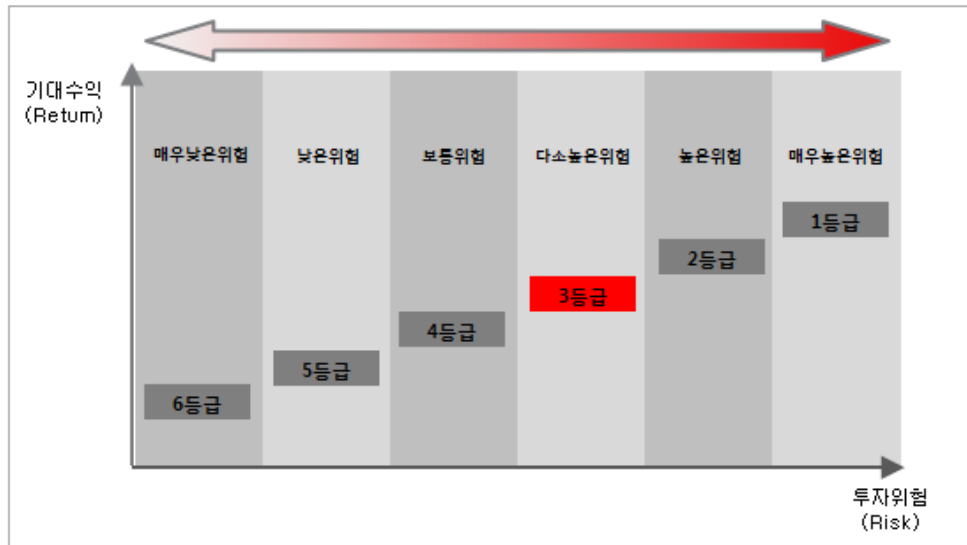 기대수익
(Return)
매우낮은위험
낮은위험
보통위험
다소높은위험
높은위험
매우높은위험
1등급
2등급
3등급
4등급
5등급
6등급
투자위험
(Risk)